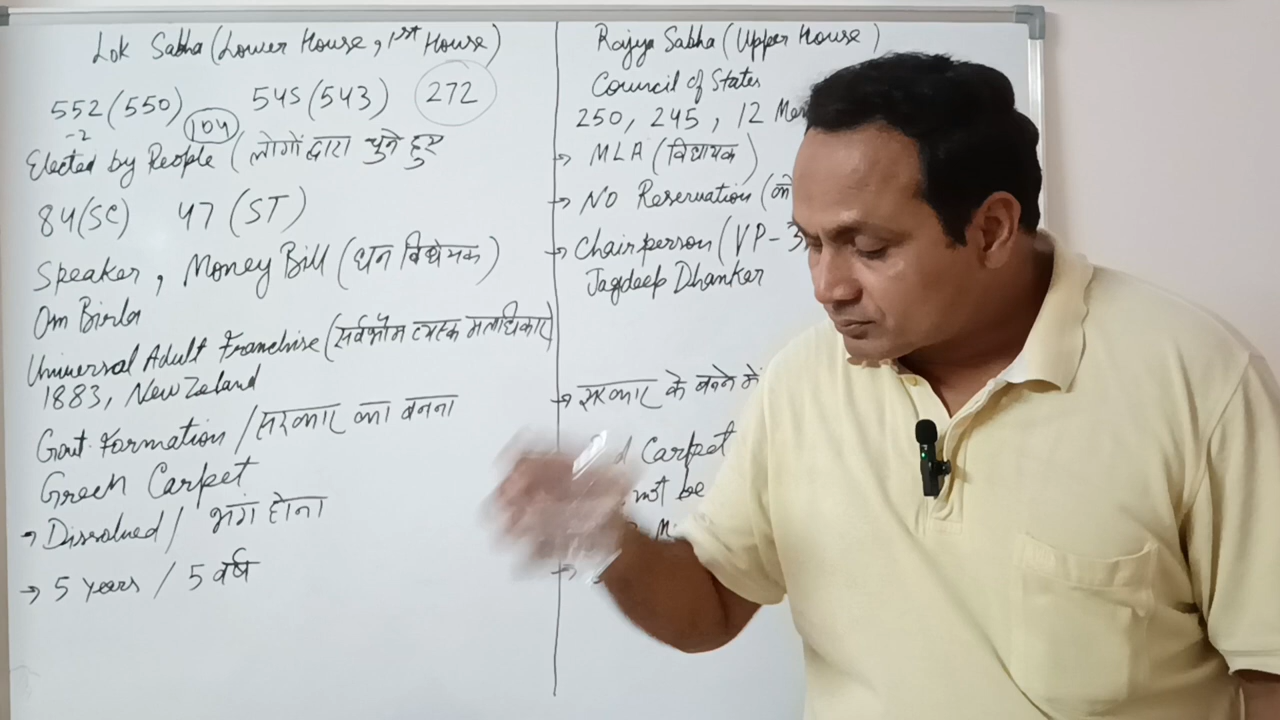 Lok Sabha (Lower House, 1st House)
552 (550) 545 (543) 272
-2 104
Elected by People (लोगों द्वारा चुने हुए
84 (SC) 47 (ST)
Speaker, Money Bill (धन विधेयक)
Om Birla
Universal Adult Franchise (सर्वभौम व्यस्क मताधिकार)
1883, New Zeland
Govt. Formation / सरकार का बनना
Green Carpet
→ Dissolved / भंग होना
→ 5 years / 5 वर्ष
Rajya Sabha (Upper House)
Council of States
250, 245, 12
→ MLA (विधायक)
→ NO Reservation
→ Chairperson (VP -
Jagdeep Dhanker
→ सरकार के बनने में
Carpet
not be
→